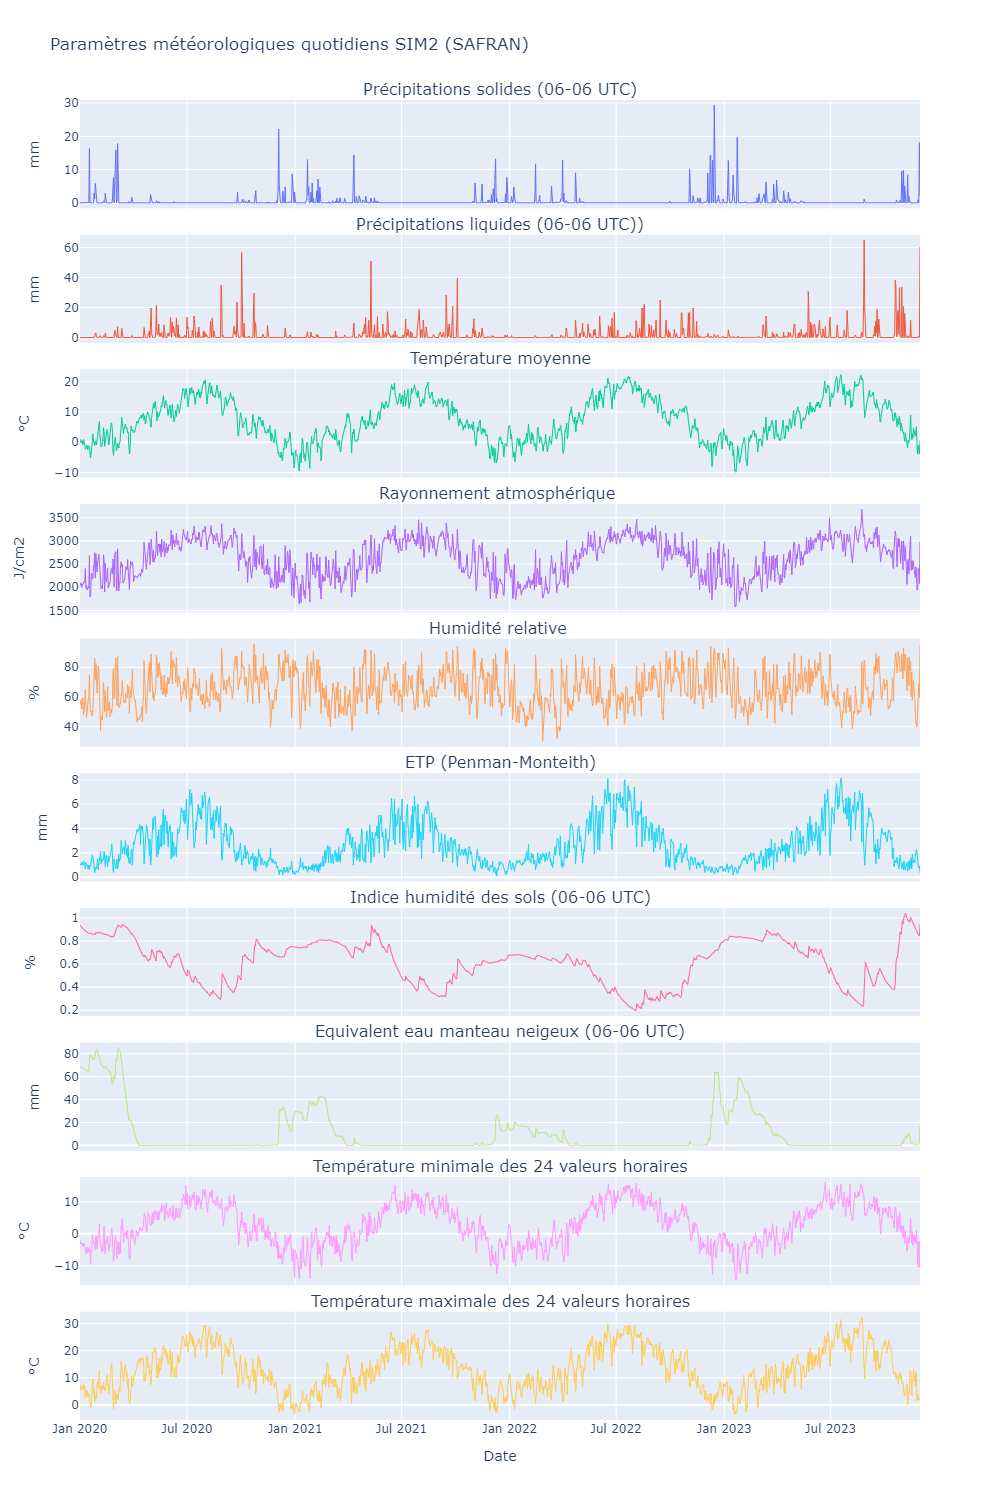 Paramètres météorologiques quotidiens SIM2 (SAFRAN)
Précipitations solides (06-06 UTC)
30
20
10
0
mm
Précipitations liquides (06-06 UTC))
60
40
20
0
mm
Température moyenne
20
10
0
−10
°C
Rayonnement atmosphérique
3500
3000
2500
2000
1500
J/cm2
Humidité relative
80
60
40
%
ETP (Penman-Monteith)
8
6
4
2
0
mm
Indice humidité des sols (06-06 UTC)
1
0.8
0.6
0.4
0.2
%
Equivalent eau manteau neigeux (06-06 UTC)
80
60
40
20
0
mm
Température minimale des 24 valeurs horaires
10
0
−10
°C
Température maximale des 24 valeurs horaires
30
20
10
0
°C
Jan 2020 Jul 2020 Jan 2021 Jul 2021 Jan 2022 Jul 2022 Jan 2023 Jul 2023
Date